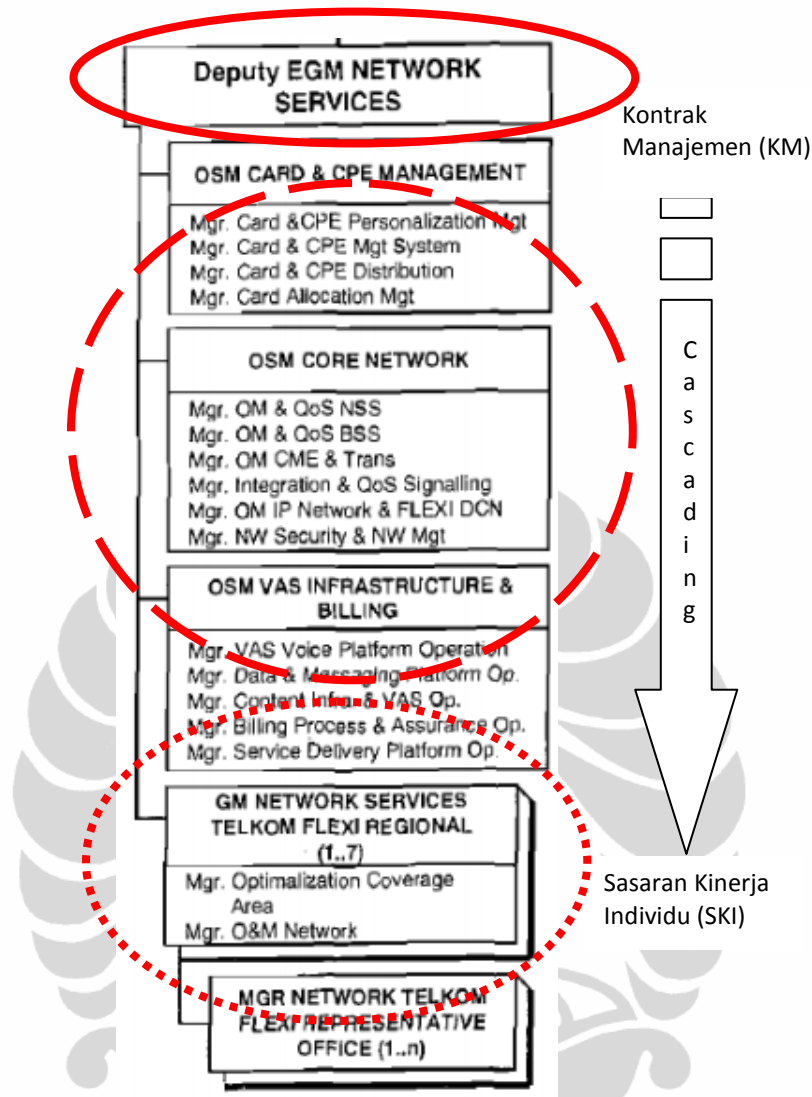 Deputy EGM NETWORK
SERVICES
Kontrak
Manajemen (KM)
OSM CARD & CPE MANAGEMENT
Mgr. Card &CPE Personalization Mgt
Mgr. Card & CPE Mgt System
Mgr. Card & CPE Distribution
Mgr. Card Allocation Mgt
OSM CORE NETWORK
Mgr. OM & QoS NSS
Mgr. OM & QoS BSS
Mgr. OM CME & Trans
Mgr. Integration & QoS Signalling
Mgr. OM IP Network & FLEXI DCN
Mgr. NW Security & NW Mgt
C
a
s
c
a
d
i
n
g
OSM VAS INFRASTRUCTURE &
BILLING
Mgr. VAS Voice Platform Operation
Mgr. Data & Messaging Platform Op.
Mgr. Content Infra. & VAS Op.
Mgr. Billing Process & Assurance Op.
Mgr. Service Delivery Platform Op.
GM NETWORK SERVICES
TELKOM FLEXI REGIONAL
(1..7)
Mgr. Optimalization Coverage
Area
Mgr. O&M Network
Sasaran Kinerja
Individu (SKI)
MGR NETWORK TELKOM
FLEXI REPRESENTATIVE
OFFICE (1..n)